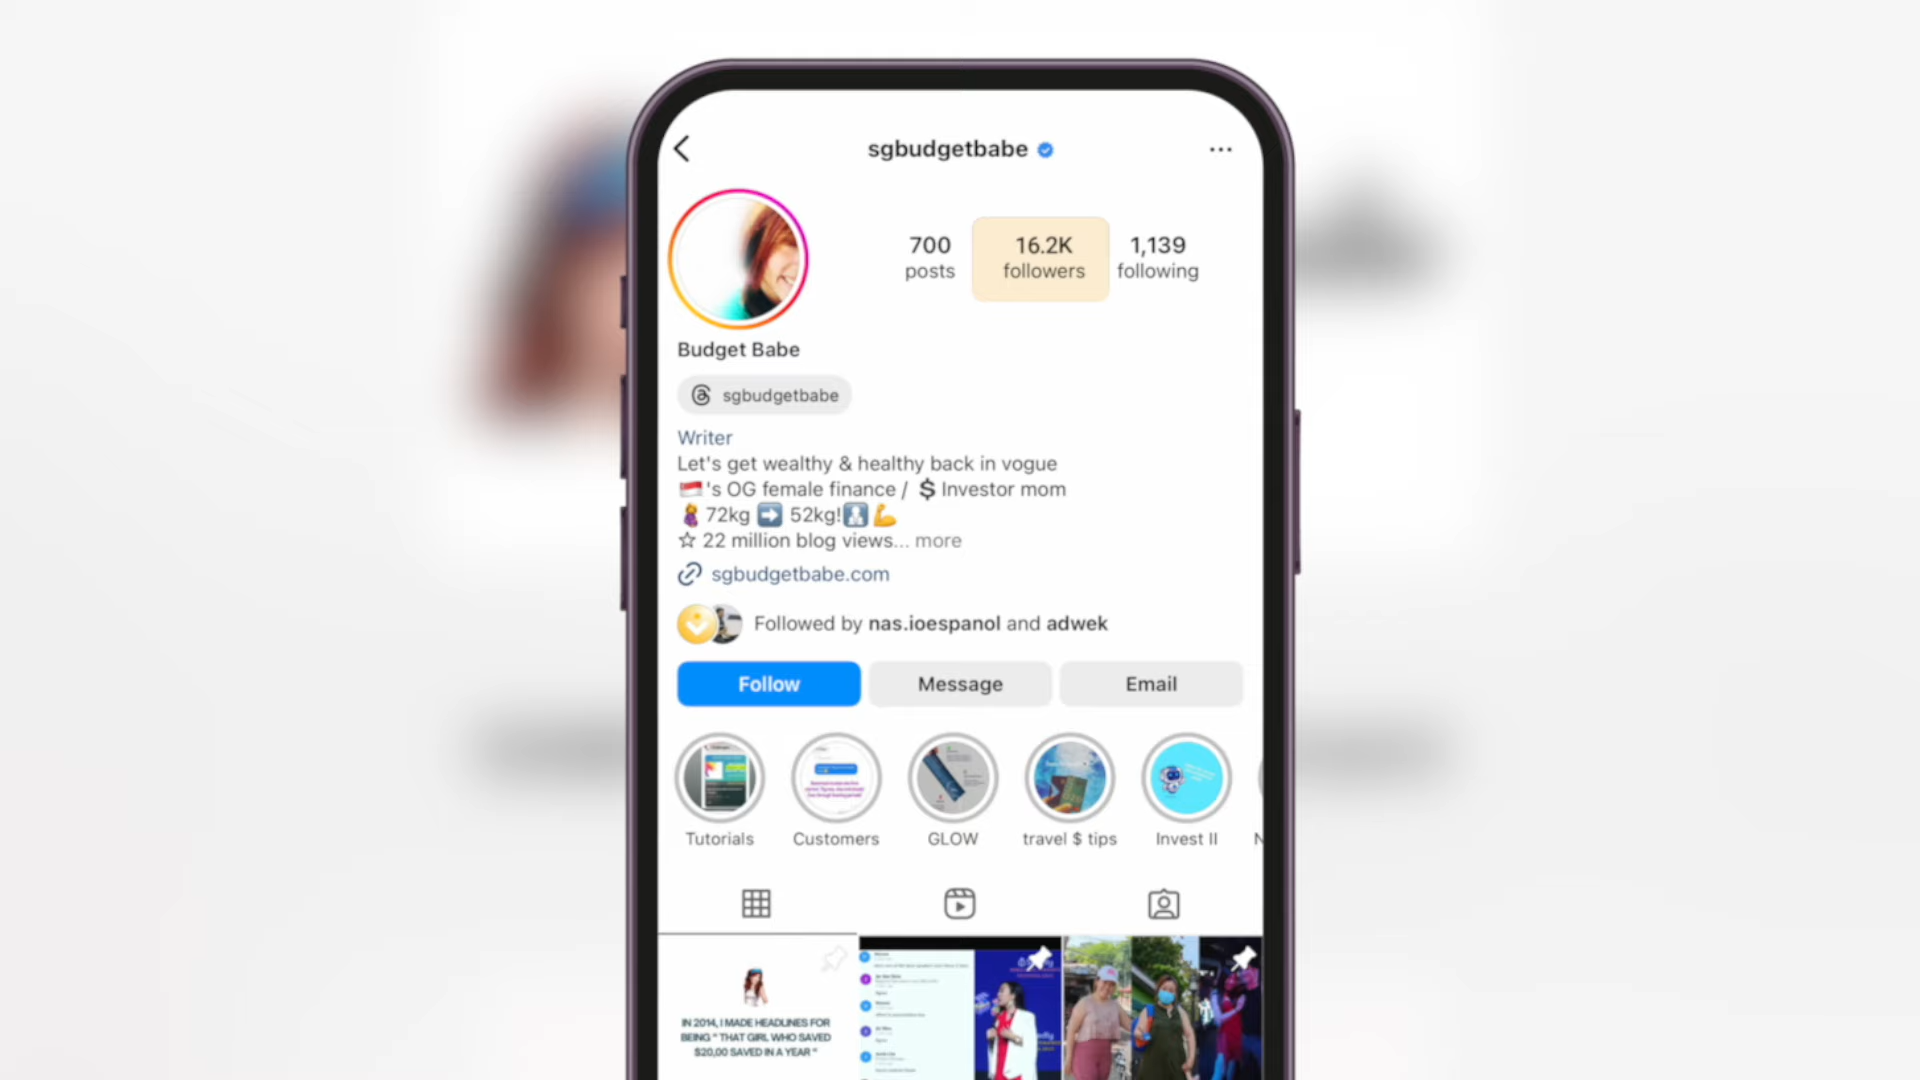 sgbudgetbabe
700
posts
16.2K
followers
1,139
following
Budget Babe
sgbudgetbabe
Writer
Let's get wealthy & healthy back in vogue
🇸🇬's OG female finance / 💲Investor mom
🤰72kg ➡️ 52kg!🚺💪
☆ 22 million blog views... more
sgbudgetbabe.com
Followed by nas.ioespanol and adwek
Follow
Message
Email
Tutorials
Customers
GLOW
travel $ tips
Invest II
IN 2014, I MADE HEADLINES FOR
BEING " THAT GIRL WHO SAVED
$20,00 SAVED IN A YEAR "